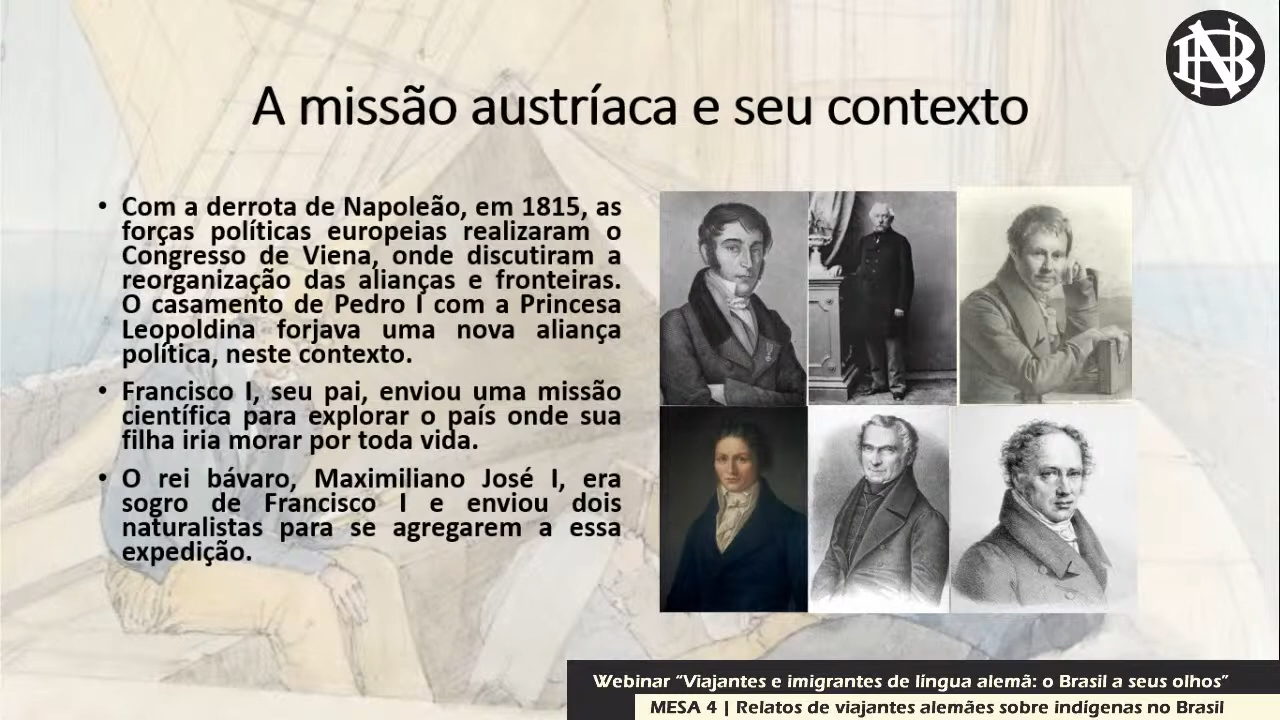 A missão austríaca e seu contexto
• Com a derrota de Napoleão, em 1815, as
forças políticas europeias realizaram o
Congresso de Viena, onde discutiram a
reorganização das alianças e fronteiras.
O casamento de Pedro I com a Princesa
Leopoldina forjava uma nova aliança
política, neste contexto.
• Francisco I, seu pai, enviou uma missão
científica para explorar o país onde sua
filha iria morar por toda vida.
• O rei bávaro, Maximiliano José I, era
sogro de Francisco I e enviou dois
naturalistas para se agregarem a essa
expedição.
Webinar “Viajantes e imigrantes de língua alemã: o Brasil a seus olhos”
MESA 4 | Relatos de viajantes alemães sobre indígenas no Brasil